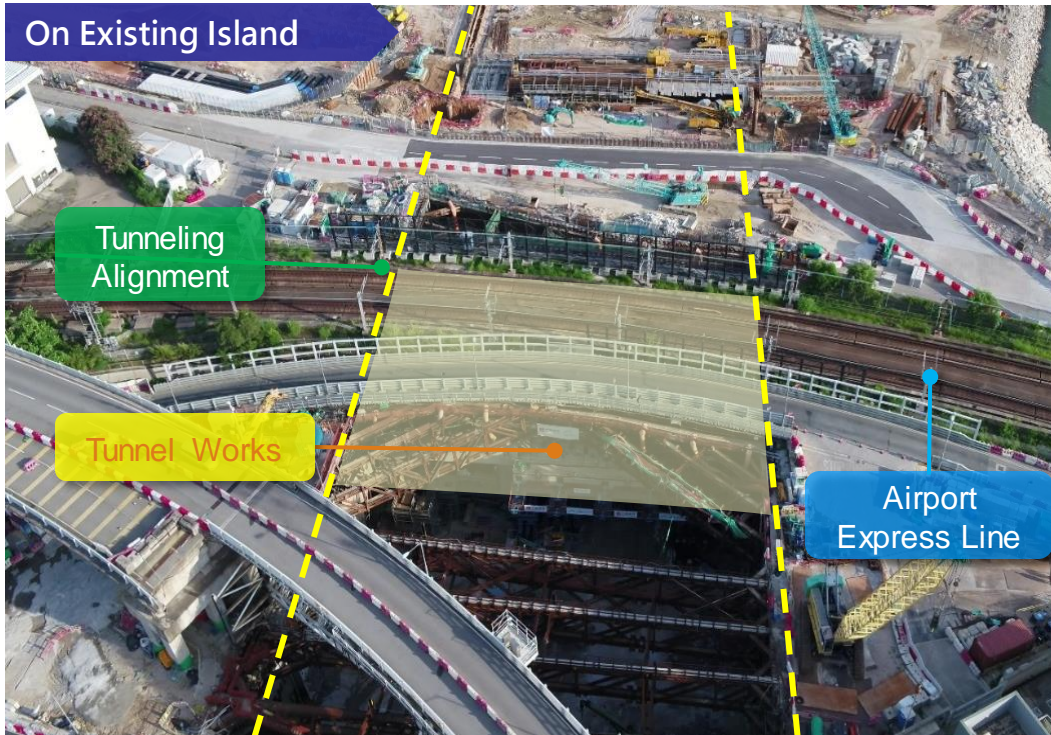 On Existing Island
Tunneling
Alignment
Tunnel Works
Airport
Express Line